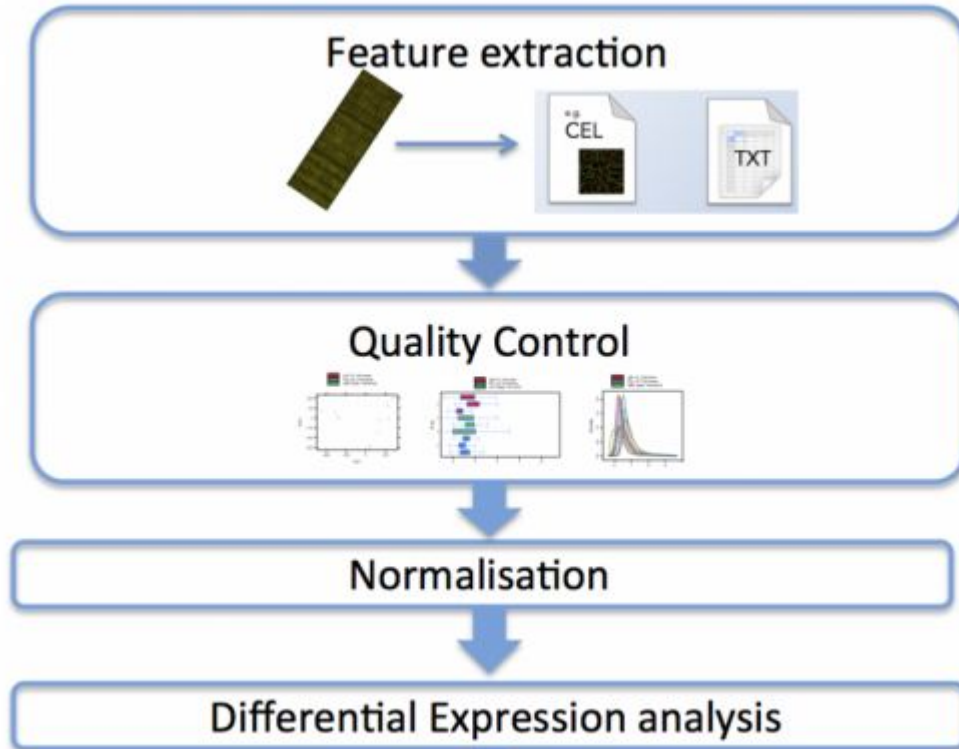 Feature extraction
e.g.
CEL
TXT
Quality Control
Normalisation
Differential Expression analysis